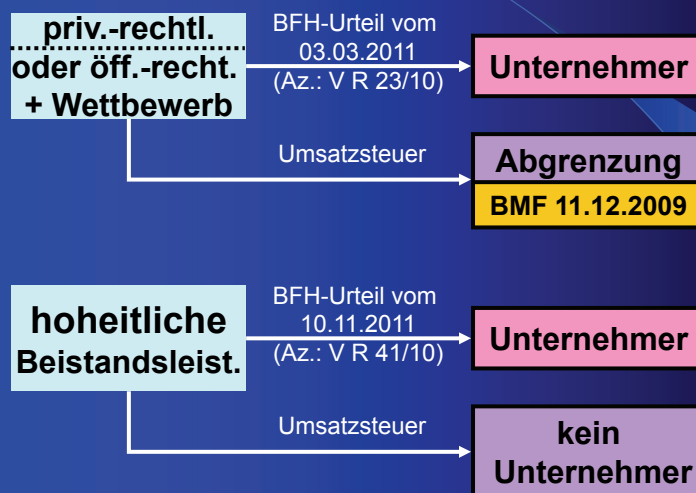 priv.-rechtl.
oder öff.-recht.
+ Wettbewerb
BFH-Urteil vom
03.03.2011
(Az.: V R 23/10)
Unternehmer
Umsatzsteuer
Abgrenzung
BMF 11.12.2009
hoheitliche
Beistandsleist.
BFH-Urteil vom
10.11.2011
(Az.: V R 41/10)
Unternehmer
Umsatzsteuer
kein
Unternehmer